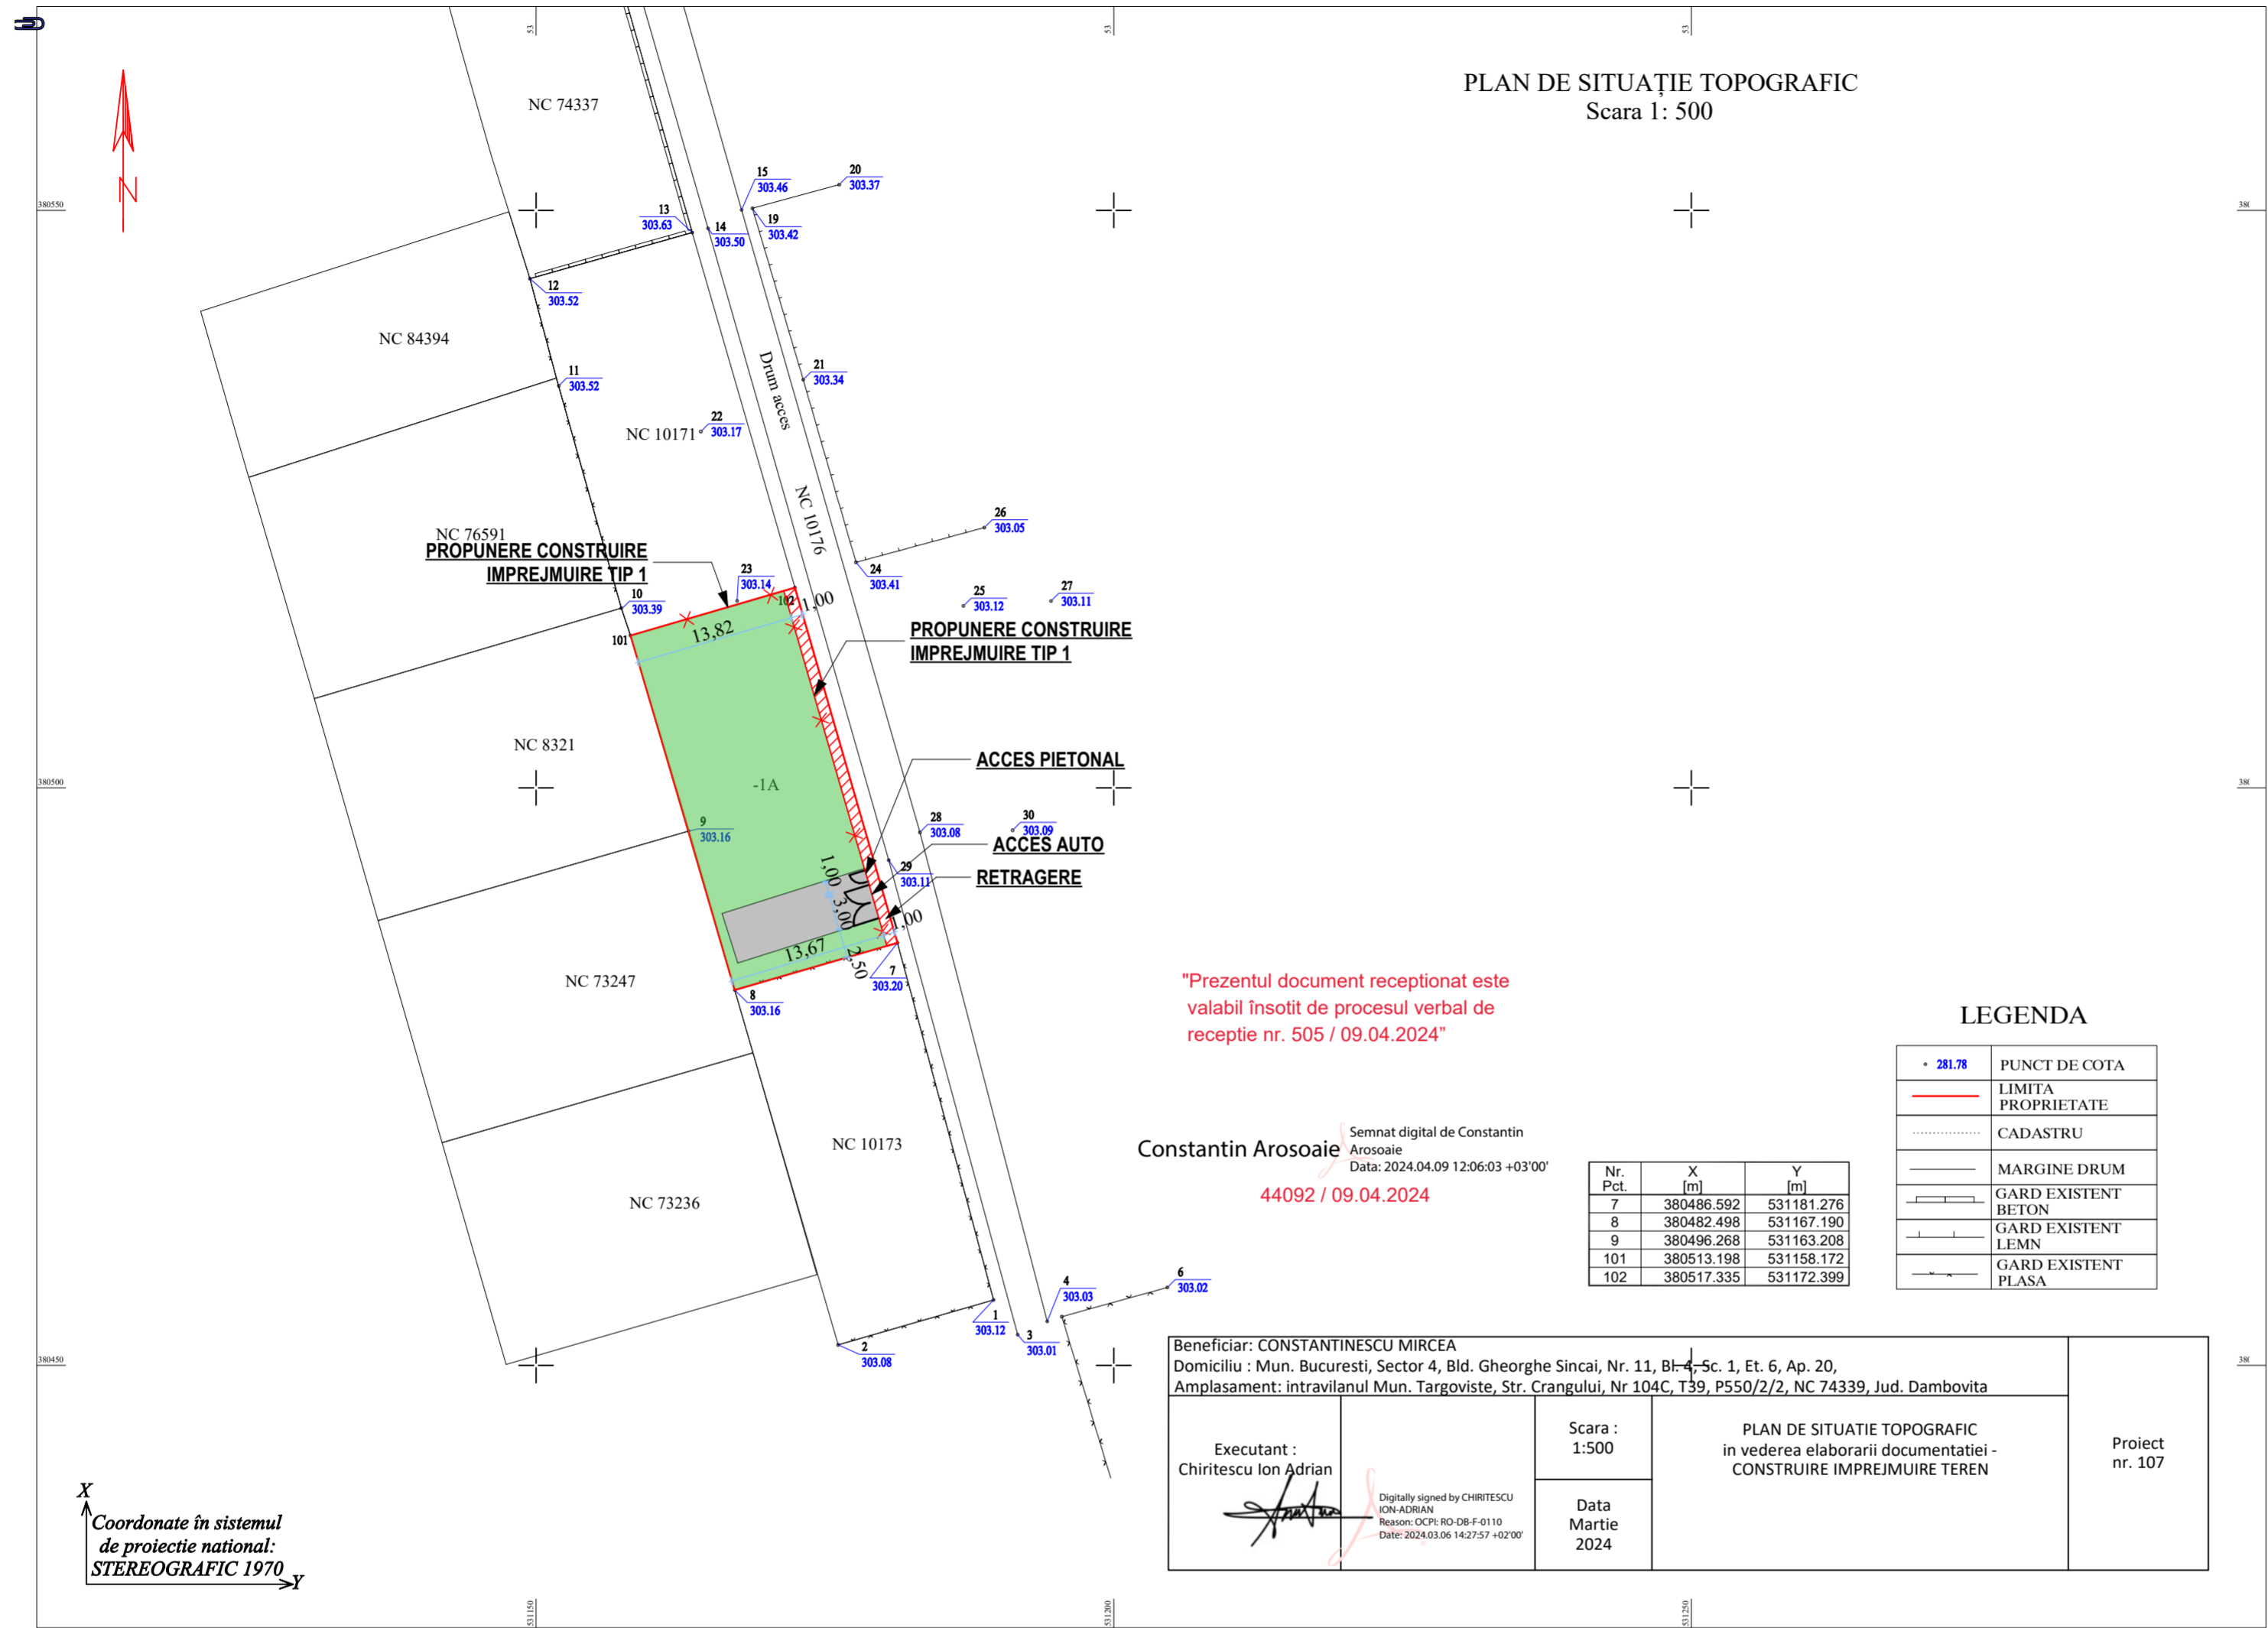 53
53
53
PLAN DE SITUAȚIE TOPOGRAFIC
Scara 1: 500
N
NC 74337
380550
15
303.46
20
303.37
13
303.63
14
303.50
19
303.42
12
303.52
NC 84394
11
303.52
Drum acces
21
303.34
22
303.17
NC 10171
NC 10176
26
303.05
NC 76591
PROPUNERE CONSTRUIRE
IMPREJMUIRE TIP 1
23
303.14
24
303.41
25
303.12
27
303.11
10
303.39
102
1,00
101
13,82
PROPUNERE CONSTRUIRE
IMPREJMUIRE TIP 1
NC 8321
ACCES PIETONAL
380500
38
-1A
9
303.16
28
303.08
30
303.09
ACCES AUTO
29
303.11
RETRAGERE
1,00
3,00
1,00
13,67
2,50
7
303.20
8
303.16
NC 73247
"Prezentul document receptionat este
valabil însotit de procesul verbal de
receptie nr. 505 / 09.04.2024”
LEGENDA
281.78 PUNCT DE COTA
LIMITA
PROPRIETATE
CADASTRU
MARGINE DRUM
GARD EXISTENT
BETON
GARD EXISTENT
LEMN
GARD EXISTENT
PLASA
Constantin Arosoaie
Semnat digital de Constantin
Arosoaie
Data: 2024.04.09 12:06:03 +03'00'
44092 / 09.04.2024
NC 10173
NC 73236
Nr. Pct. X [m] Y [m]
7 380486.592 531181.276
8 380482.498 531167.190
9 380496.268 531163.208
101 380513.198 531158.172
102 380517.335 531172.399
4
303.03
6
303.02
1
303.12
3
303.01
2
303.08
380450
Beneficiar: CONSTANTINESCU MIRCEA
Domiciliu : Mun. Bucuresti, Sector 4, Bld. Gheorghe Sincai, Nr. 11, Bl. 4, Sc. 1, Et. 6, Ap. 20,
Amplasament: intravilanul Mun. Targoviste, Str. Crangului, Nr 104C, T39, P550/2/2, NC 74339, Jud. Dambovita
Executant :
Chiritescu Ion Adrian
Digitally signed by CHIRITESCU
ION-ADRIAN
Reason: OCPI: RO-DB-F-0110
Date: 2024.03.06 14:27:57 +02'00'
Scara :
1:500
Data
Martie
2024
PLAN DE SITUATIE TOPOGRAFIC
in vederea elaborarii documentatiei -
CONSTRUIRE IMPREJMUIRE TEREN
Proiect
nr. 107
X
Coordonate în sistemul
de proiectie national:
STEREOGRAFIC 1970
Y
531150
531200
531250